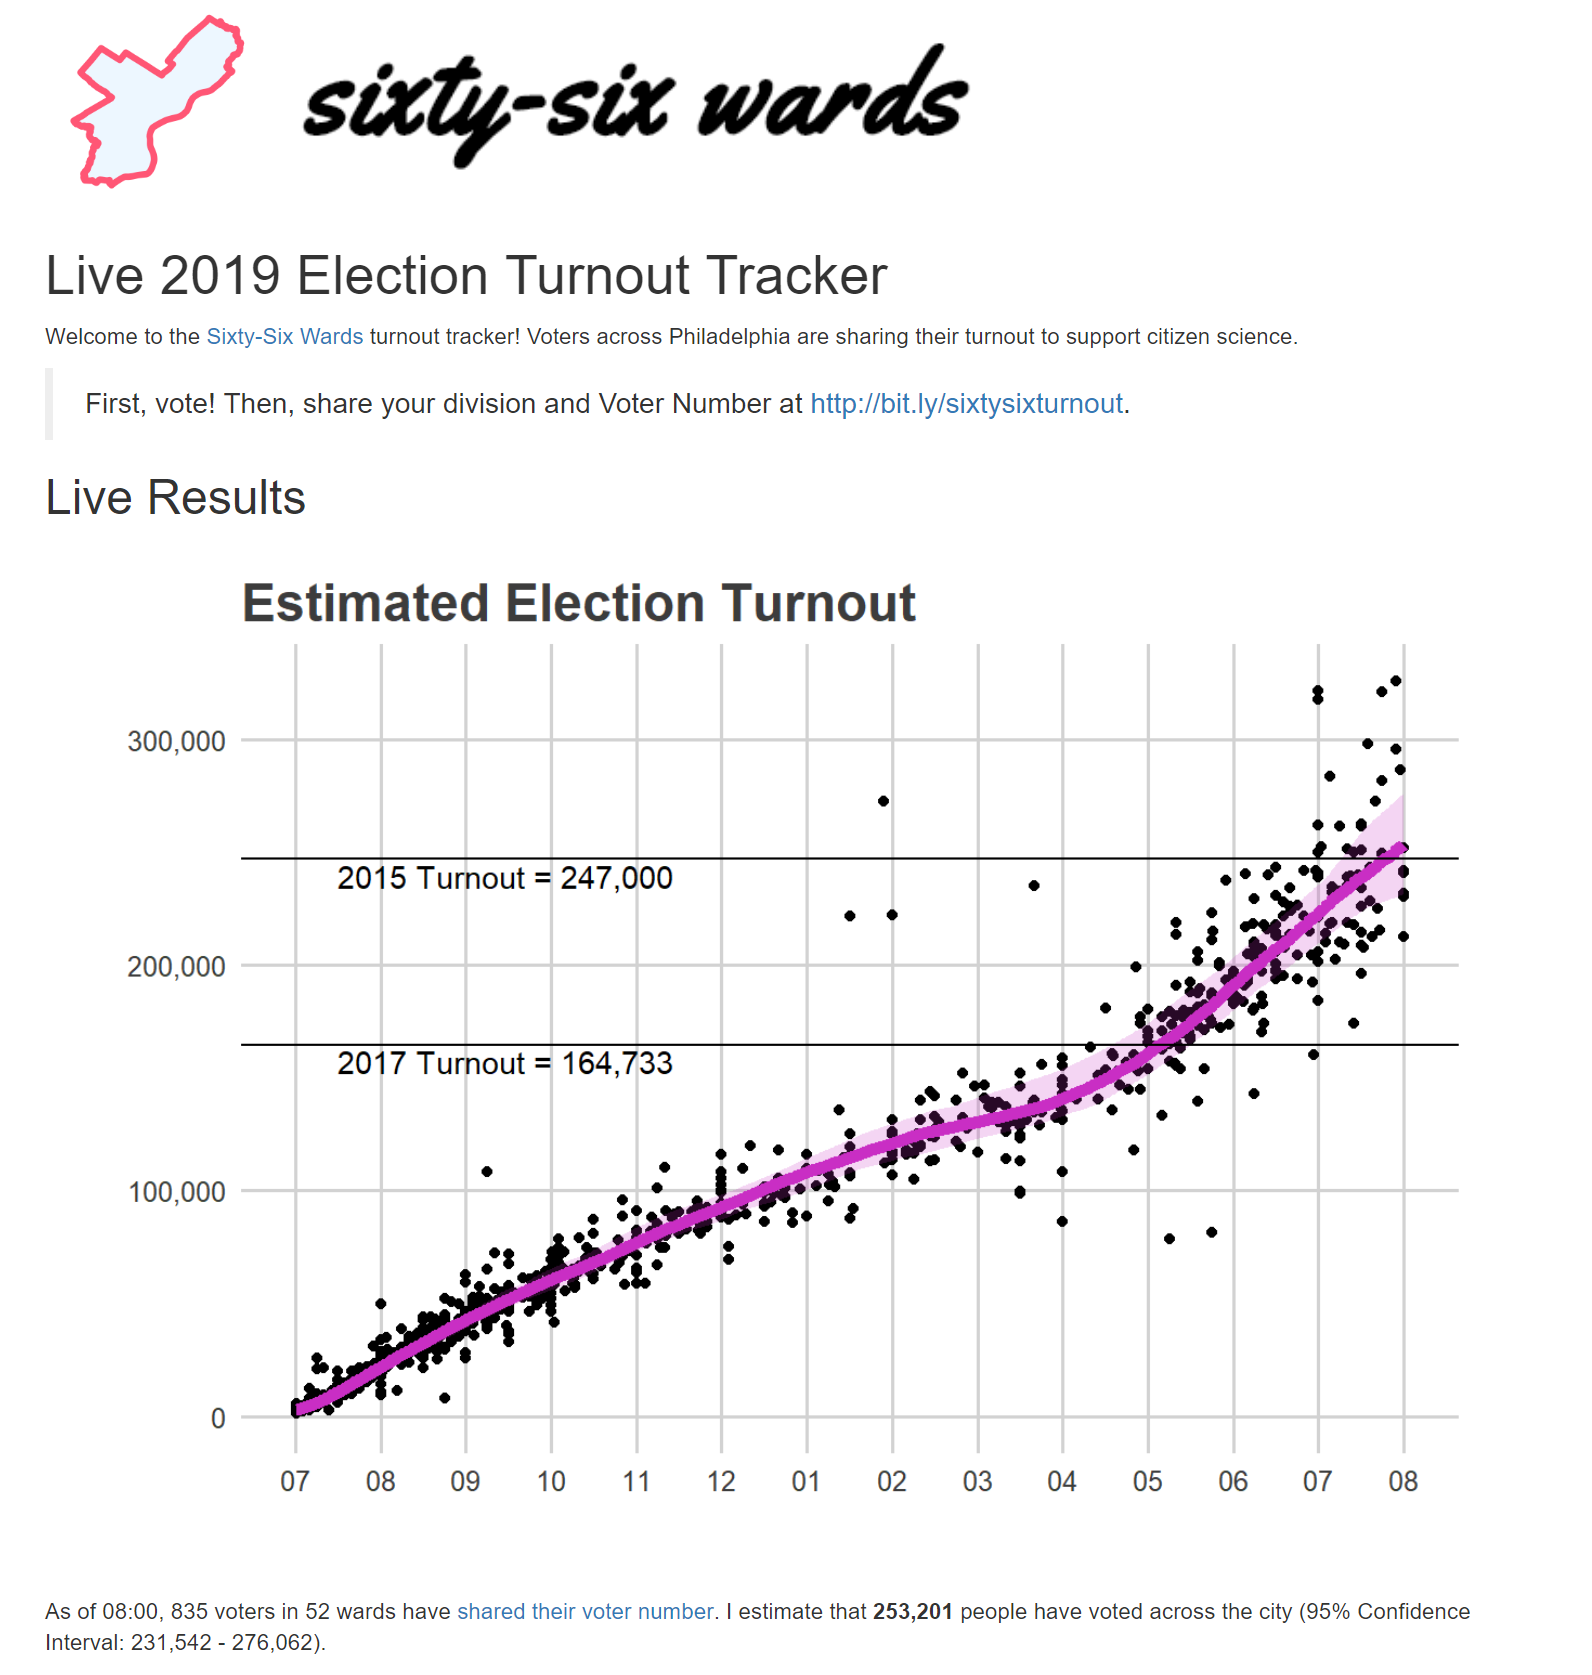 sixty-six wards
Live 2019 Election Turnout Tracker
Welcome to the Sixty-Six Wards turnout tracker! Voters across Philadelphia are sharing their turnout to support citizen science.
First, vote! Then, share your division and Voter Number at http://bit.ly/sixtysixturnout.
Live Results
Estimated Election Turnout
300,000
2015 Turnout = 247,000
200,000
2017 Turnout = 164,733
100,000
0
07 08 09 10 11 12 01 02 03 04 05 06 07 08
As of 08:00, 835 voters in 52 wards have shared their voter number. I estimate that 253,201 people have voted across the city (95% Confidence
Interval: 231,542 - 276,062).